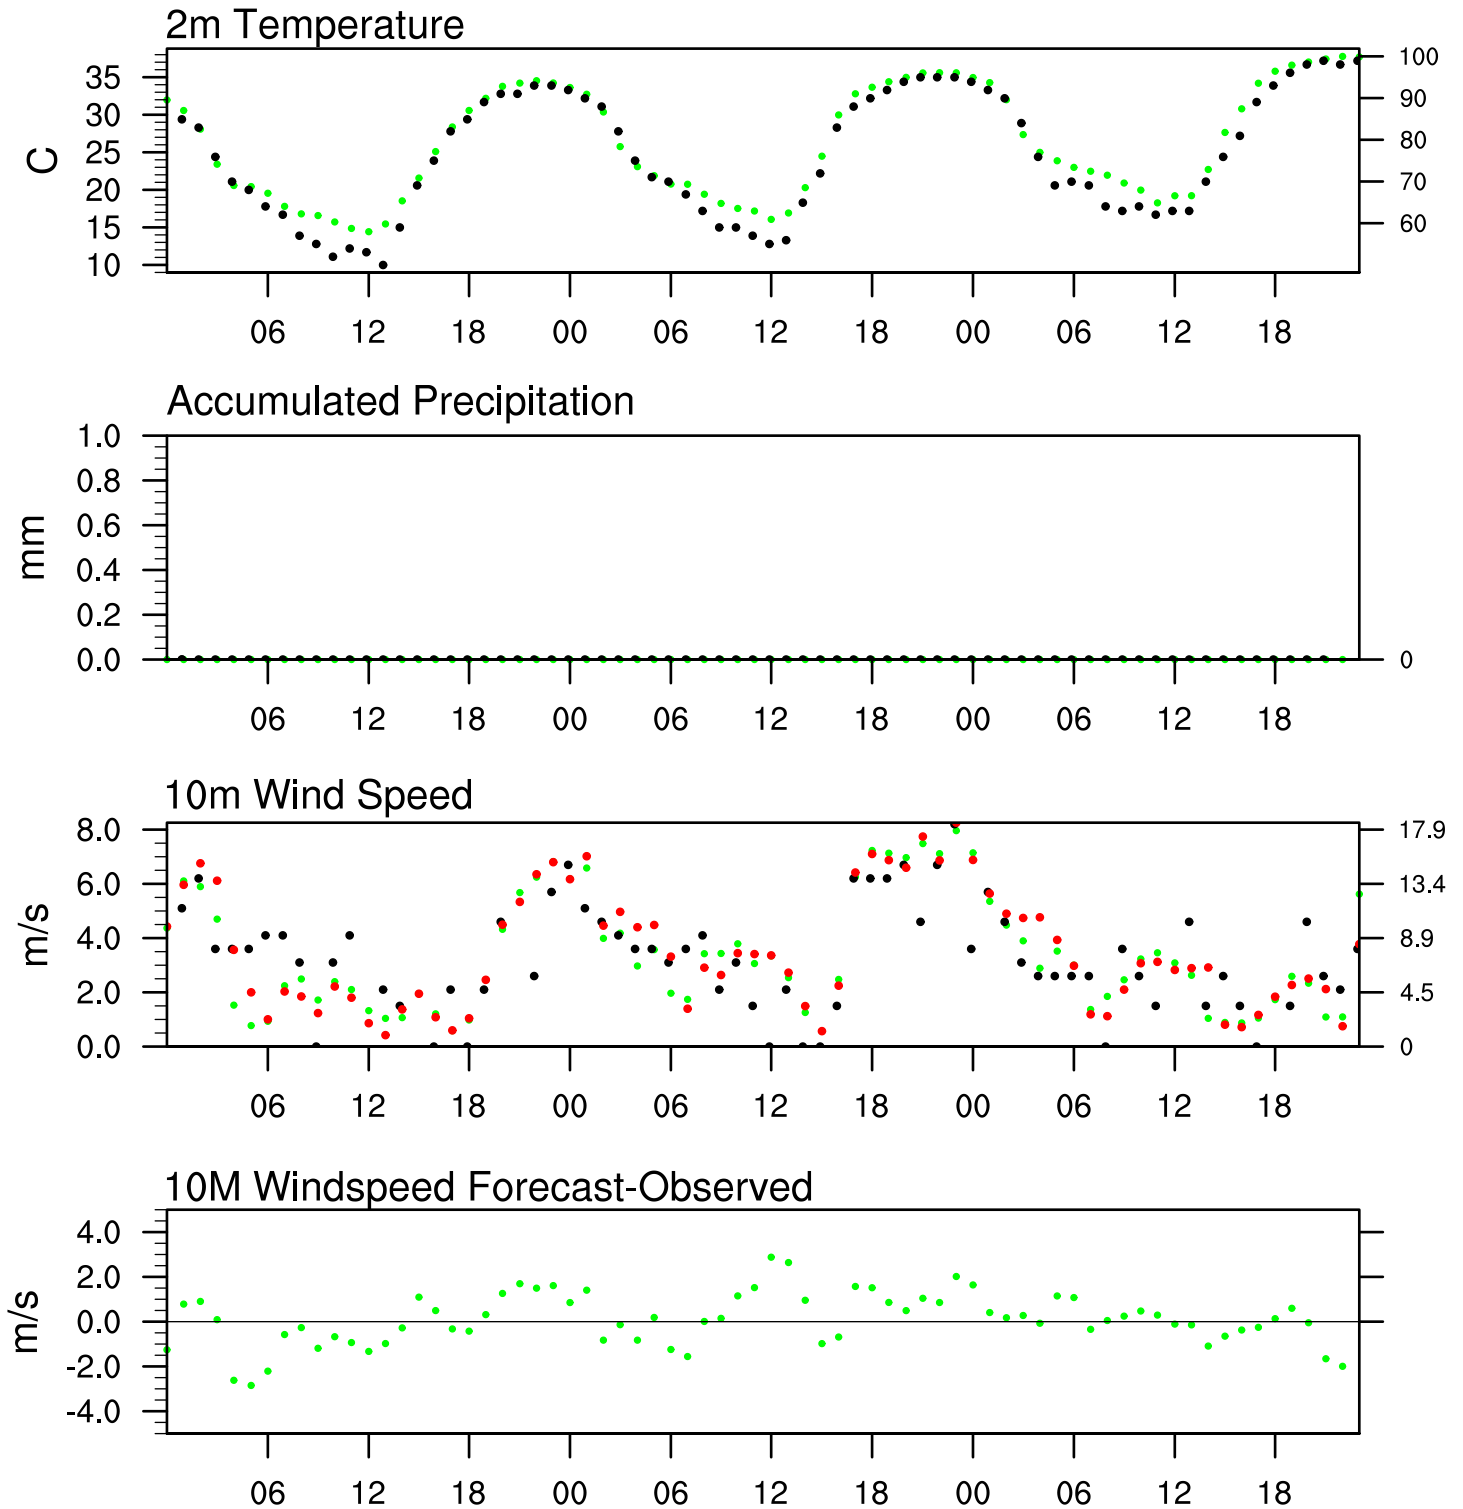 2m Temperature
35
30
25
20
15
10
C
100
90
80
70
60
06 12 18 00 06 12 18 00 06 12 18
Accumulated Precipitation
1.0
0.8
0.6
0.4
0.2
0.0
mm
0
06 12 18 00 06 12 18 00 06 12 18
10m Wind Speed
8.0
6.0
4.0
2.0
0.0
m/s
17.9
13.4
8.9
4.5
0
06 12 18 00 06 12 18 00 06 12 18
10M Windspeed Forecast-Observed
4.0
2.0
0.0
-2.0
-4.0
m/s
06 12 18 00 06 12 18 00 06 12 18